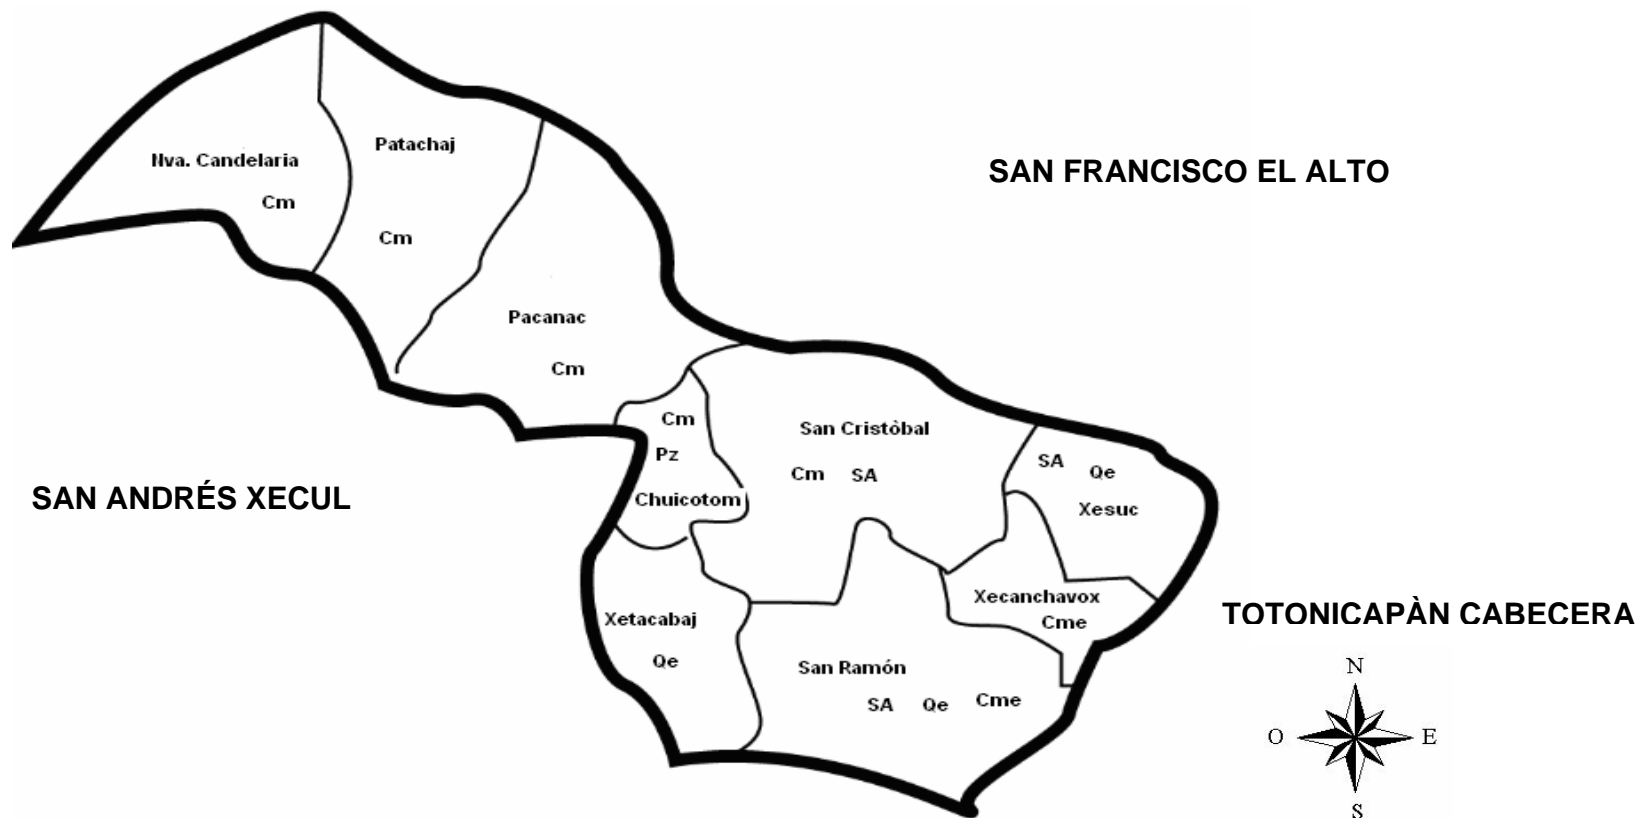 Patachaj
Nva. Candelaria
SAN FRANCISCO EL ALTO
Cm
Cm
Pacanac
Cm
Cm
San Cristòbal
Pz
Cm SA
SA Qe
Chuicotom
Xesuc
SAN ANDRÉS XECUL
Xecanchavox
Cme
Xetacabaj
TOTONICAPÀN CABECERA
Qe
San Ramón
SA Qe Cme
N
O E
S